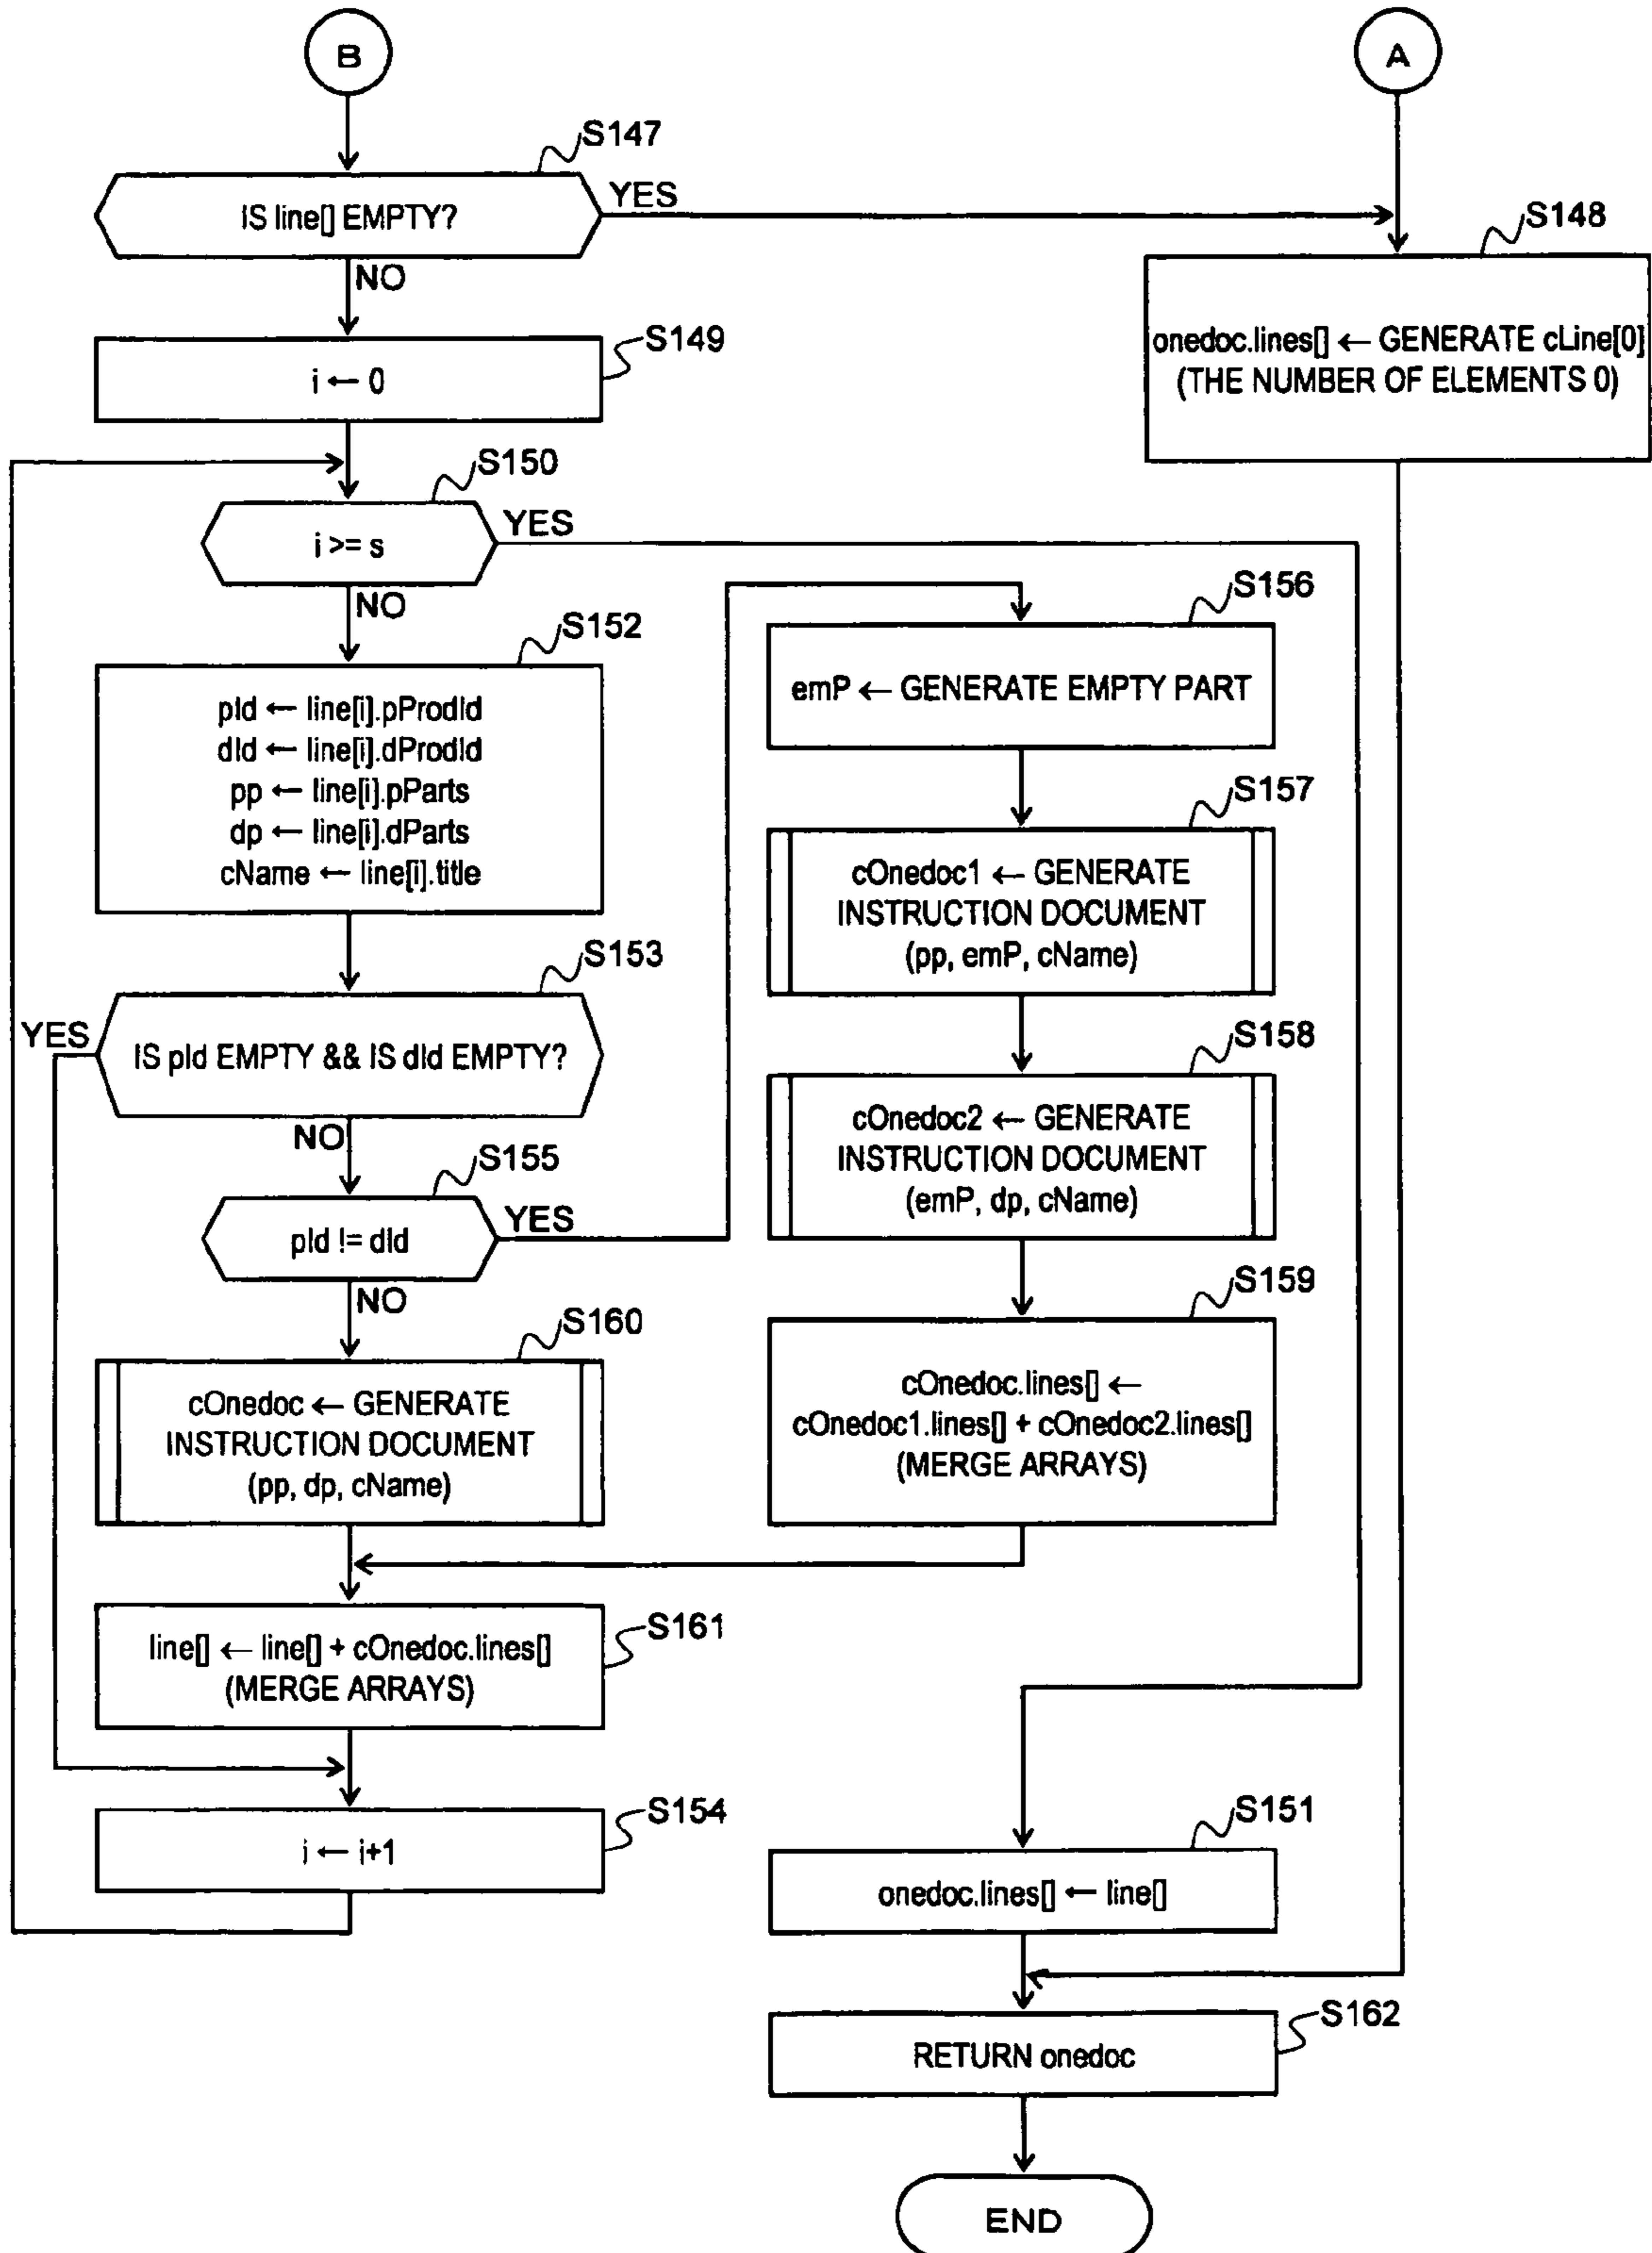 B
A
S147
IS line[] EMPTY?
YES
NO
S148
onedoc.lines[] ← GENERATE cLine[0]
(THE NUMBER OF ELEMENTS 0)
S149
i ← 0
S150
i >= s
YES
NO
S152
pId ← line[i].pProdId
dId ← line[i].dProdId
pp ← line[i].pParts
dp ← line[i].dParts
cName ← line[i].title
S153
YES
IS pId EMPTY && IS dId EMPTY?
NO
S155
pId != dId
YES
NO
S156
emP ← GENERATE EMPTY PART
S157
cOnedoc1 ← GENERATE
INSTRUCTION DOCUMENT
(pp, emP, cName)
S158
cOnedoc2 ← GENERATE
INSTRUCTION DOCUMENT
(emP, dp, cName)
S159
cOnedoc.lines[] ←
cOnedoc1.lines[] + cOnedoc2.lines[]
(MERGE ARRAYS)
S160
cOnedoc ← GENERATE
INSTRUCTION DOCUMENT
(pp, dp, cName)
S161
line[] ← line[] + cOnedoc.lines[]
(MERGE ARRAYS)
S154
i ← i+1
S151
onedoc.lines[] ← line[]
S162
RETURN onedoc
END